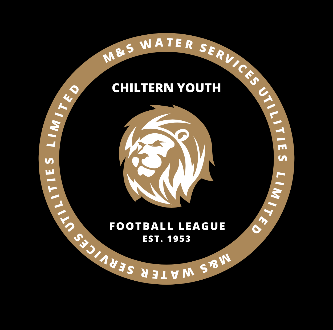 M&S WATER SERVICES UTILITIES LIMITED
CHILTERN YOUTH
FOOTBALL LEAGUE
EST. 1953
M&S WATER SERVICES UTILITIES LIMITED